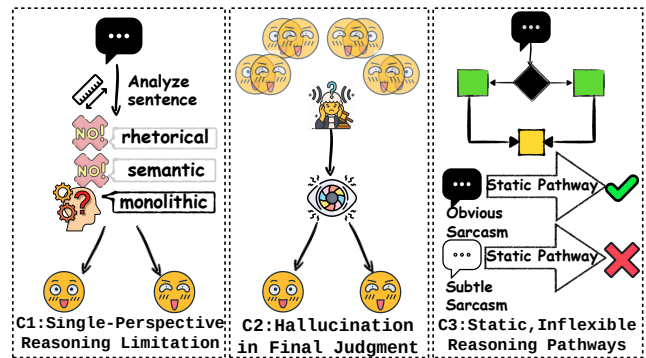 Analyze
sentence
NO!
rhetorical
NO!
semantic
?
monolithic
C1:Single-Perspective
Reasoning Limitation
?
C2:Hallucination
in Final Judgment
Static Pathway
Obvious
Sarcasm
Static Pathway
Subtle
Sarcasm
C3:Static,Inflexible
Reasoning Pathways